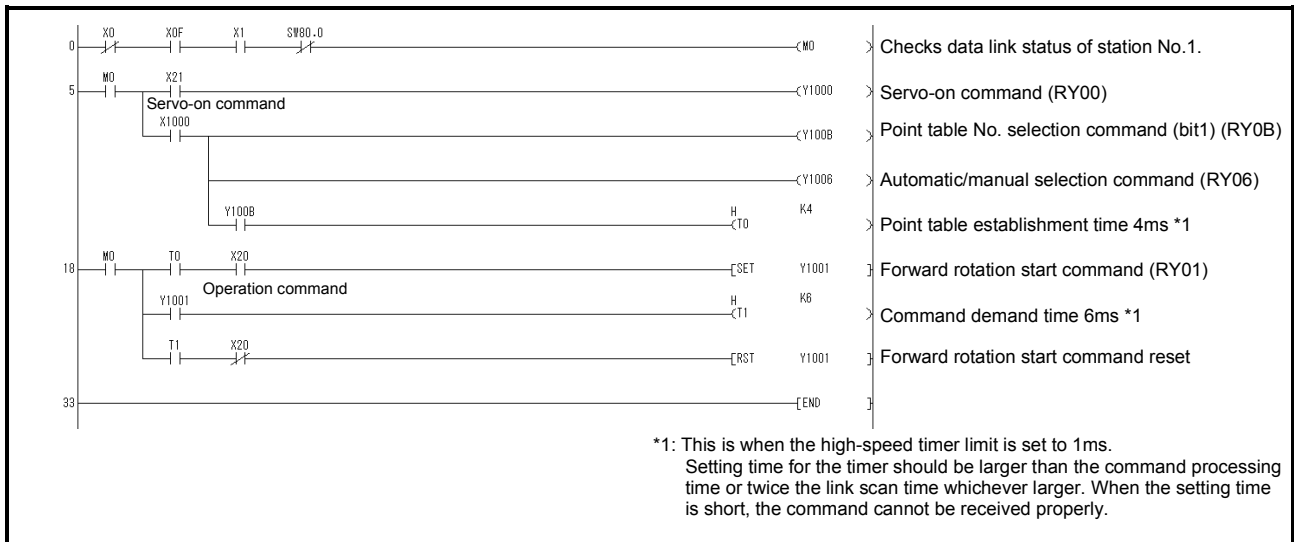 X0 X0F X1 SW80.0
0 (M0 ) Checks data link status of station No.1.
M0 X21
5 (Y1000 ) Servo-on command (RY00)
Servo-on command
X1000
(Y100B ) Point table No. selection command (bit1) (RY0B)
(Y1006 ) Automatic/manual selection command (RY06)
Y100B H K4
(T0 ) Point table establishment time 4ms *1
M0 T0 X20
18 [SET Y1001 ] Forward rotation start command (RY01)
Operation command
Y1001 H K6
(T1 ) Command demand time 6ms *1
T1 X20
[RST Y1001 ] Forward rotation start command reset
33 [END ]
*1: This is when the high-speed timer limit is set to 1ms.
Setting time for the timer should be larger than the command processing
time or twice the link scan time whichever larger. When the setting time
is short, the command cannot be received properly.